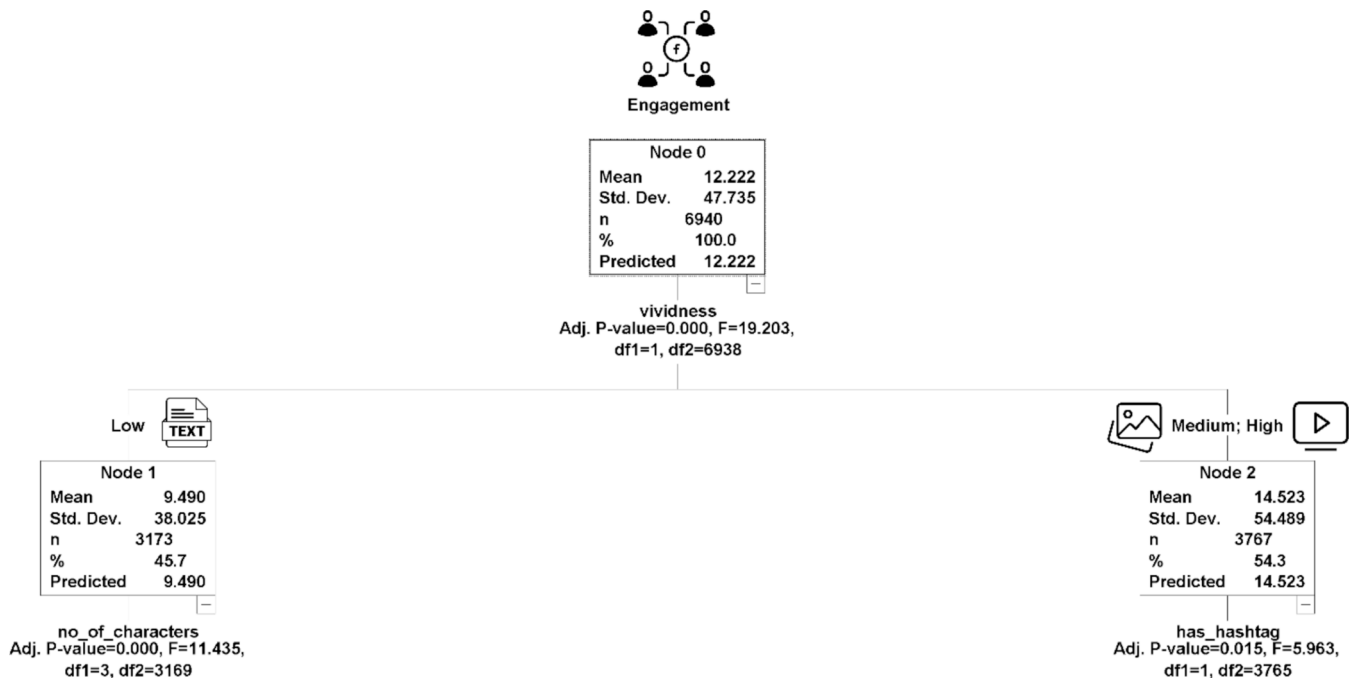 f
Engagement
Node 0
Mean 12.222
Std. Dev. 47.735
n 6940
% 100.0
Predicted 12.222
vividness
Adj. P-value=0.000, F=19.203,
df1=1, df2=6938
Low
TEXT
Medium; High
Node 1
Mean 9.490
Std. Dev. 38.025
n 3173
% 45.7
Predicted 9.490
no_of_characters
Adj. P-value=0.000, F=11.435,
df1=3, df2=3169
Node 2
Mean 14.523
Std. Dev. 54.489
n 3767
% 54.3
Predicted 14.523
has_hashtag
Adj. P-value=0.015, F=5.963,
df1=1, df2=3765